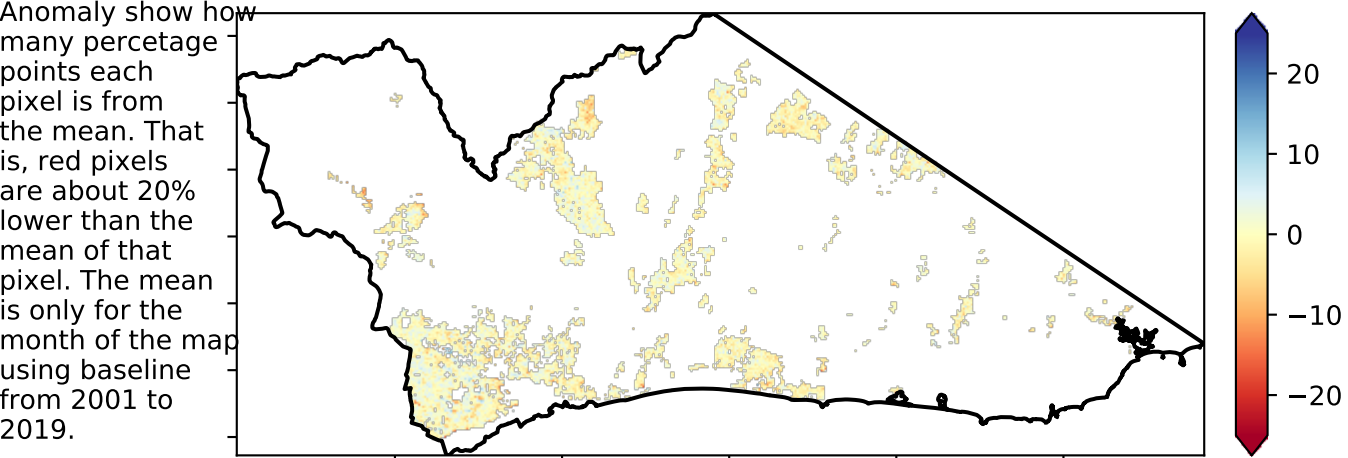 Anomaly show how
many percetage
points each
pixel is from
the mean. That
is, red pixels
are about 20%
lower than the
mean of that
pixel. The mean
is only for the
month of the map
using baseline
from 2001 to
2019.
20
10
0
−10
−20